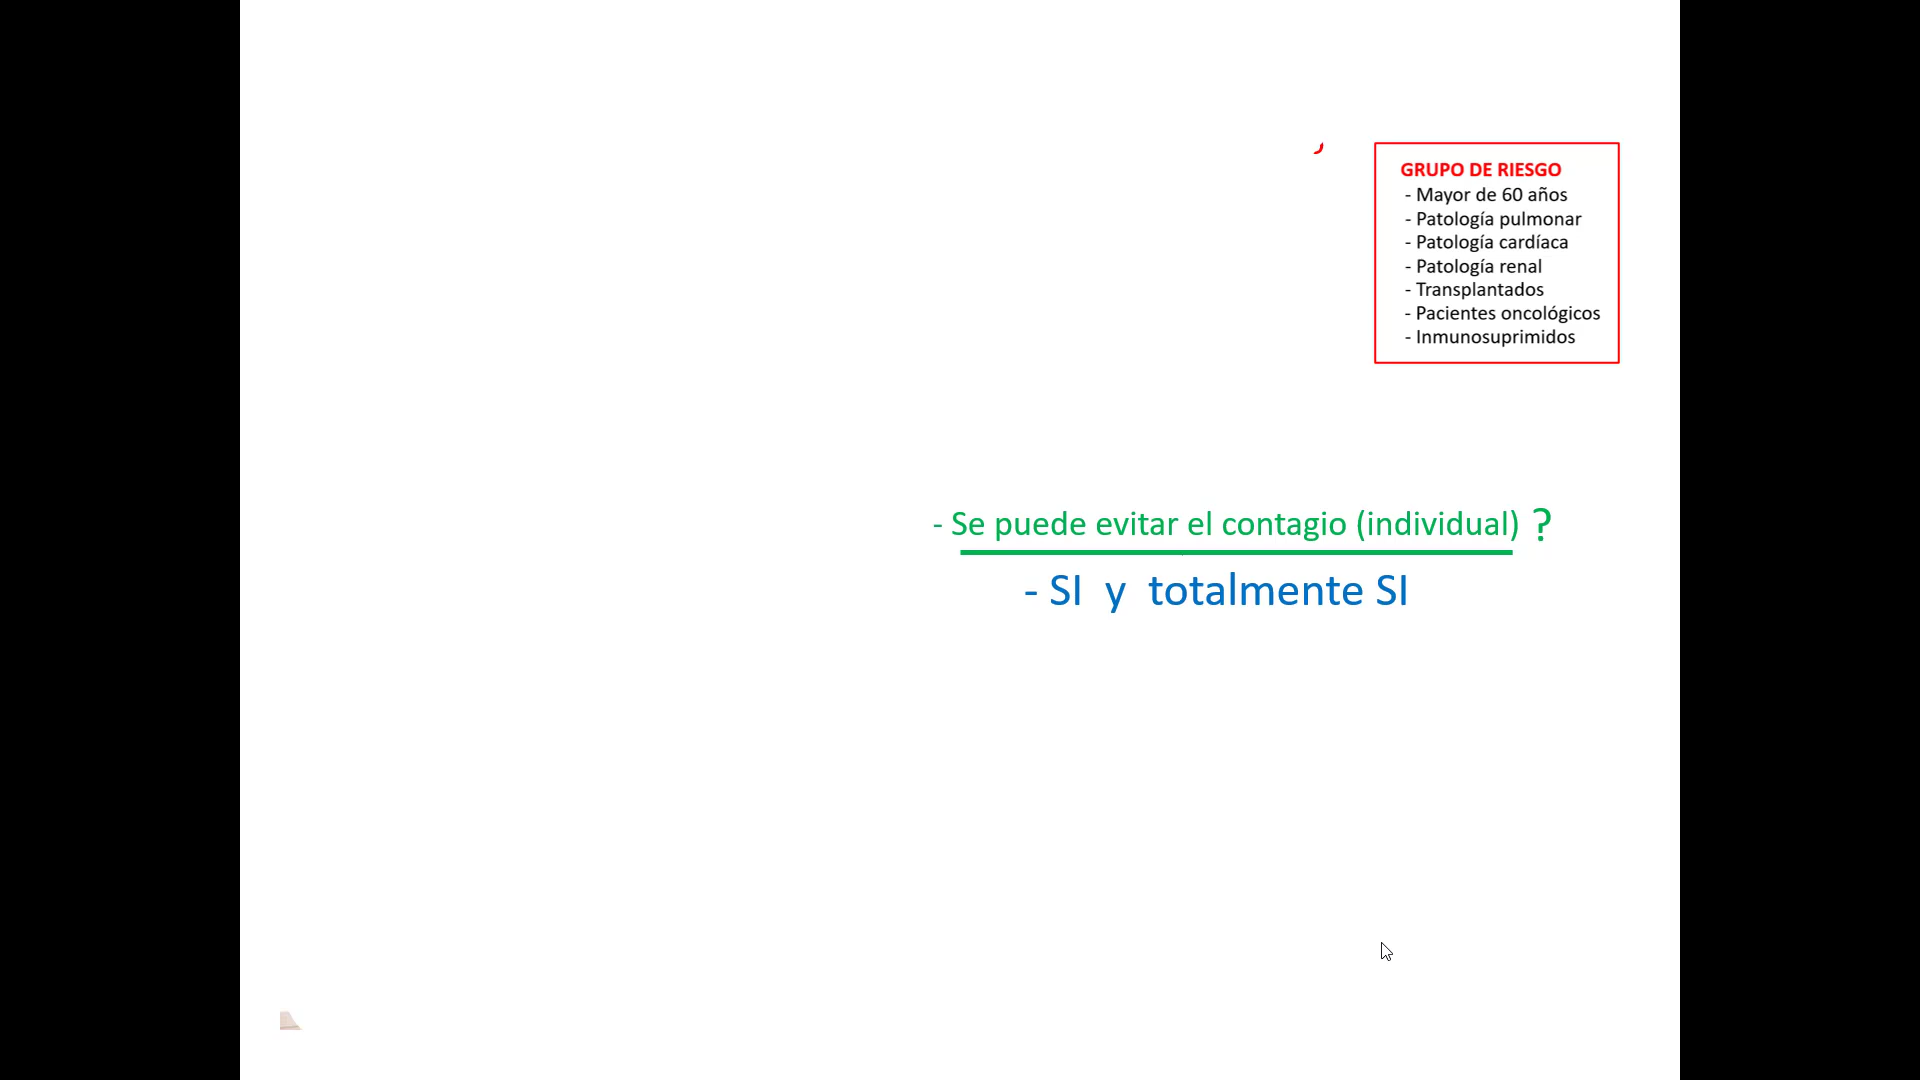 GRUPO DE RIESGO
- Mayor de 60 años
- Patología pulmonar
- Patología cardíaca
- Patología renal
- Transplantados
- Pacientes oncológicos
- Inmunosuprimidos
- Se puede evitar el contagio (individual) ?
- SI y totalmente SI